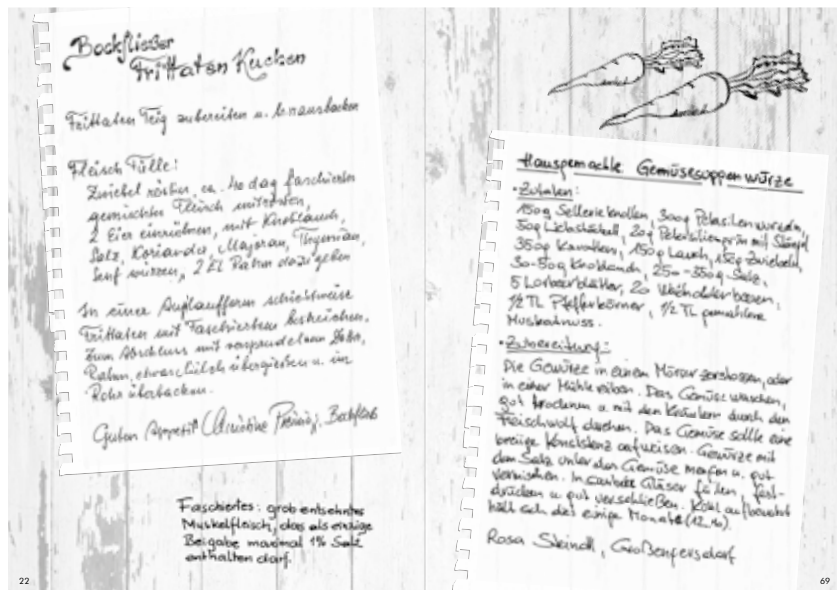 Bockfließer
Frittaten Kuchen
Frittaten Teig zubereiten u. ausbacken
Fleisch Fülle:
Zwiebel rösten, ca. 40 dag faschiertes
gemischtes Fleisch mitrösten,
2 Eier einrühren, mit Knoblauch,
Salz, Koriander, Majoran, Thymian,
Senf würzen, 2 EL Rahm dazugeben
In einer Auflaufform schichtweise
Frittaten mit Faschiertem bestreichen.
Zum Abschluss mit versprudeltem
Rahm, etwas Milch übergießen u. im
Rohr überbacken.
Guten Appetit Christine Bockfließ
Faschiertes: grob entsehntes
Muskelfleisch, das als einzige
Beigabe maximal 1% Salz
enthalten darf.
22
Hausgemachte Gemüsesuppenwürze
• Zutaten:
150g Sellerieknollen, 300g Petersilienwurzeln,
50g Liebstöckel, 20g Petersiliengrün mit Stängel
350g Karotten, 150g Lauch, 150g Zwiebeln,
30-50g Knoblauch, 250-350g Salz,
5 Lorbeerblätter, 20 Wacholderbeeren,
1/2 TL Pfefferkörner, 1/2 TL gemahlene
Muskatnuss.
• Zubereitung:
Die Gewürze in einem Mörser zerstossen, oder
in einer Mühle reiben. Das Gemüse waschen,
gut trocknen u. mit den Kräutern durch den
Fleischwolf drehen. Das Gemüse sollte eine
breiige Konsistenz aufweisen. Gewürze mit
dem Salz unter das Gemüse mengen u. gut
vermischen. In saubere Gläser füllen, fest-
drücken u. gut verschließen. Kühl aufbewahrt
hält sich das einige Monate (12 Mo).
Rosa Steindl, Großengersdorf
69